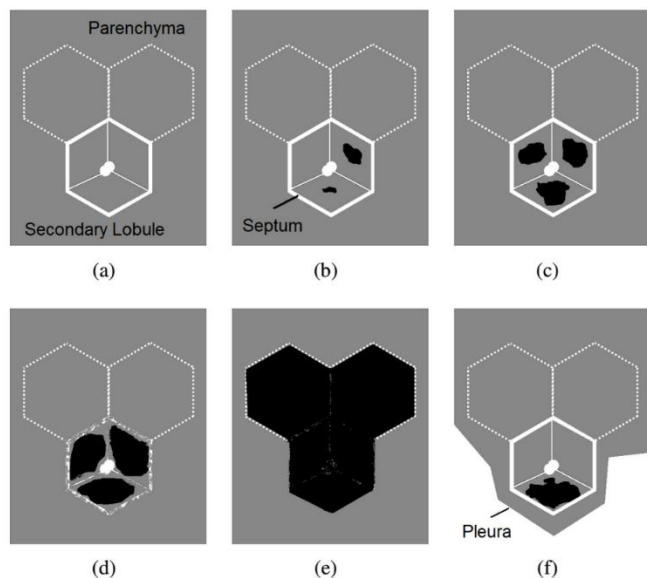 Parenchyma
Secondary Lobule
Septum
(a)
(b)
(c)
Pleura
(d)
(e)
(f)